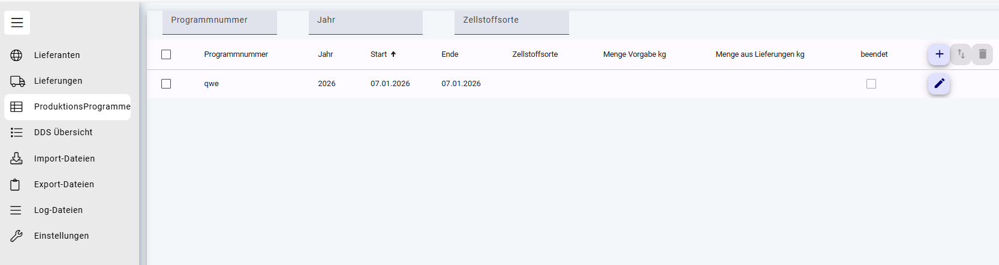 Programmnummer Jahr Zellstoffsorte
Lieferanten
Lieferungen
ProduktionsProgramme
DDS Übersicht
Import-Dateien
Export-Dateien
Log-Dateien
Einstellungen
Programmnummer Jahr Start Ende Zellstoffsorte Menge Vorgabe kg Menge aus Lieferungen kg beendet
qwe 2026 07.01.2026 07.01.2026